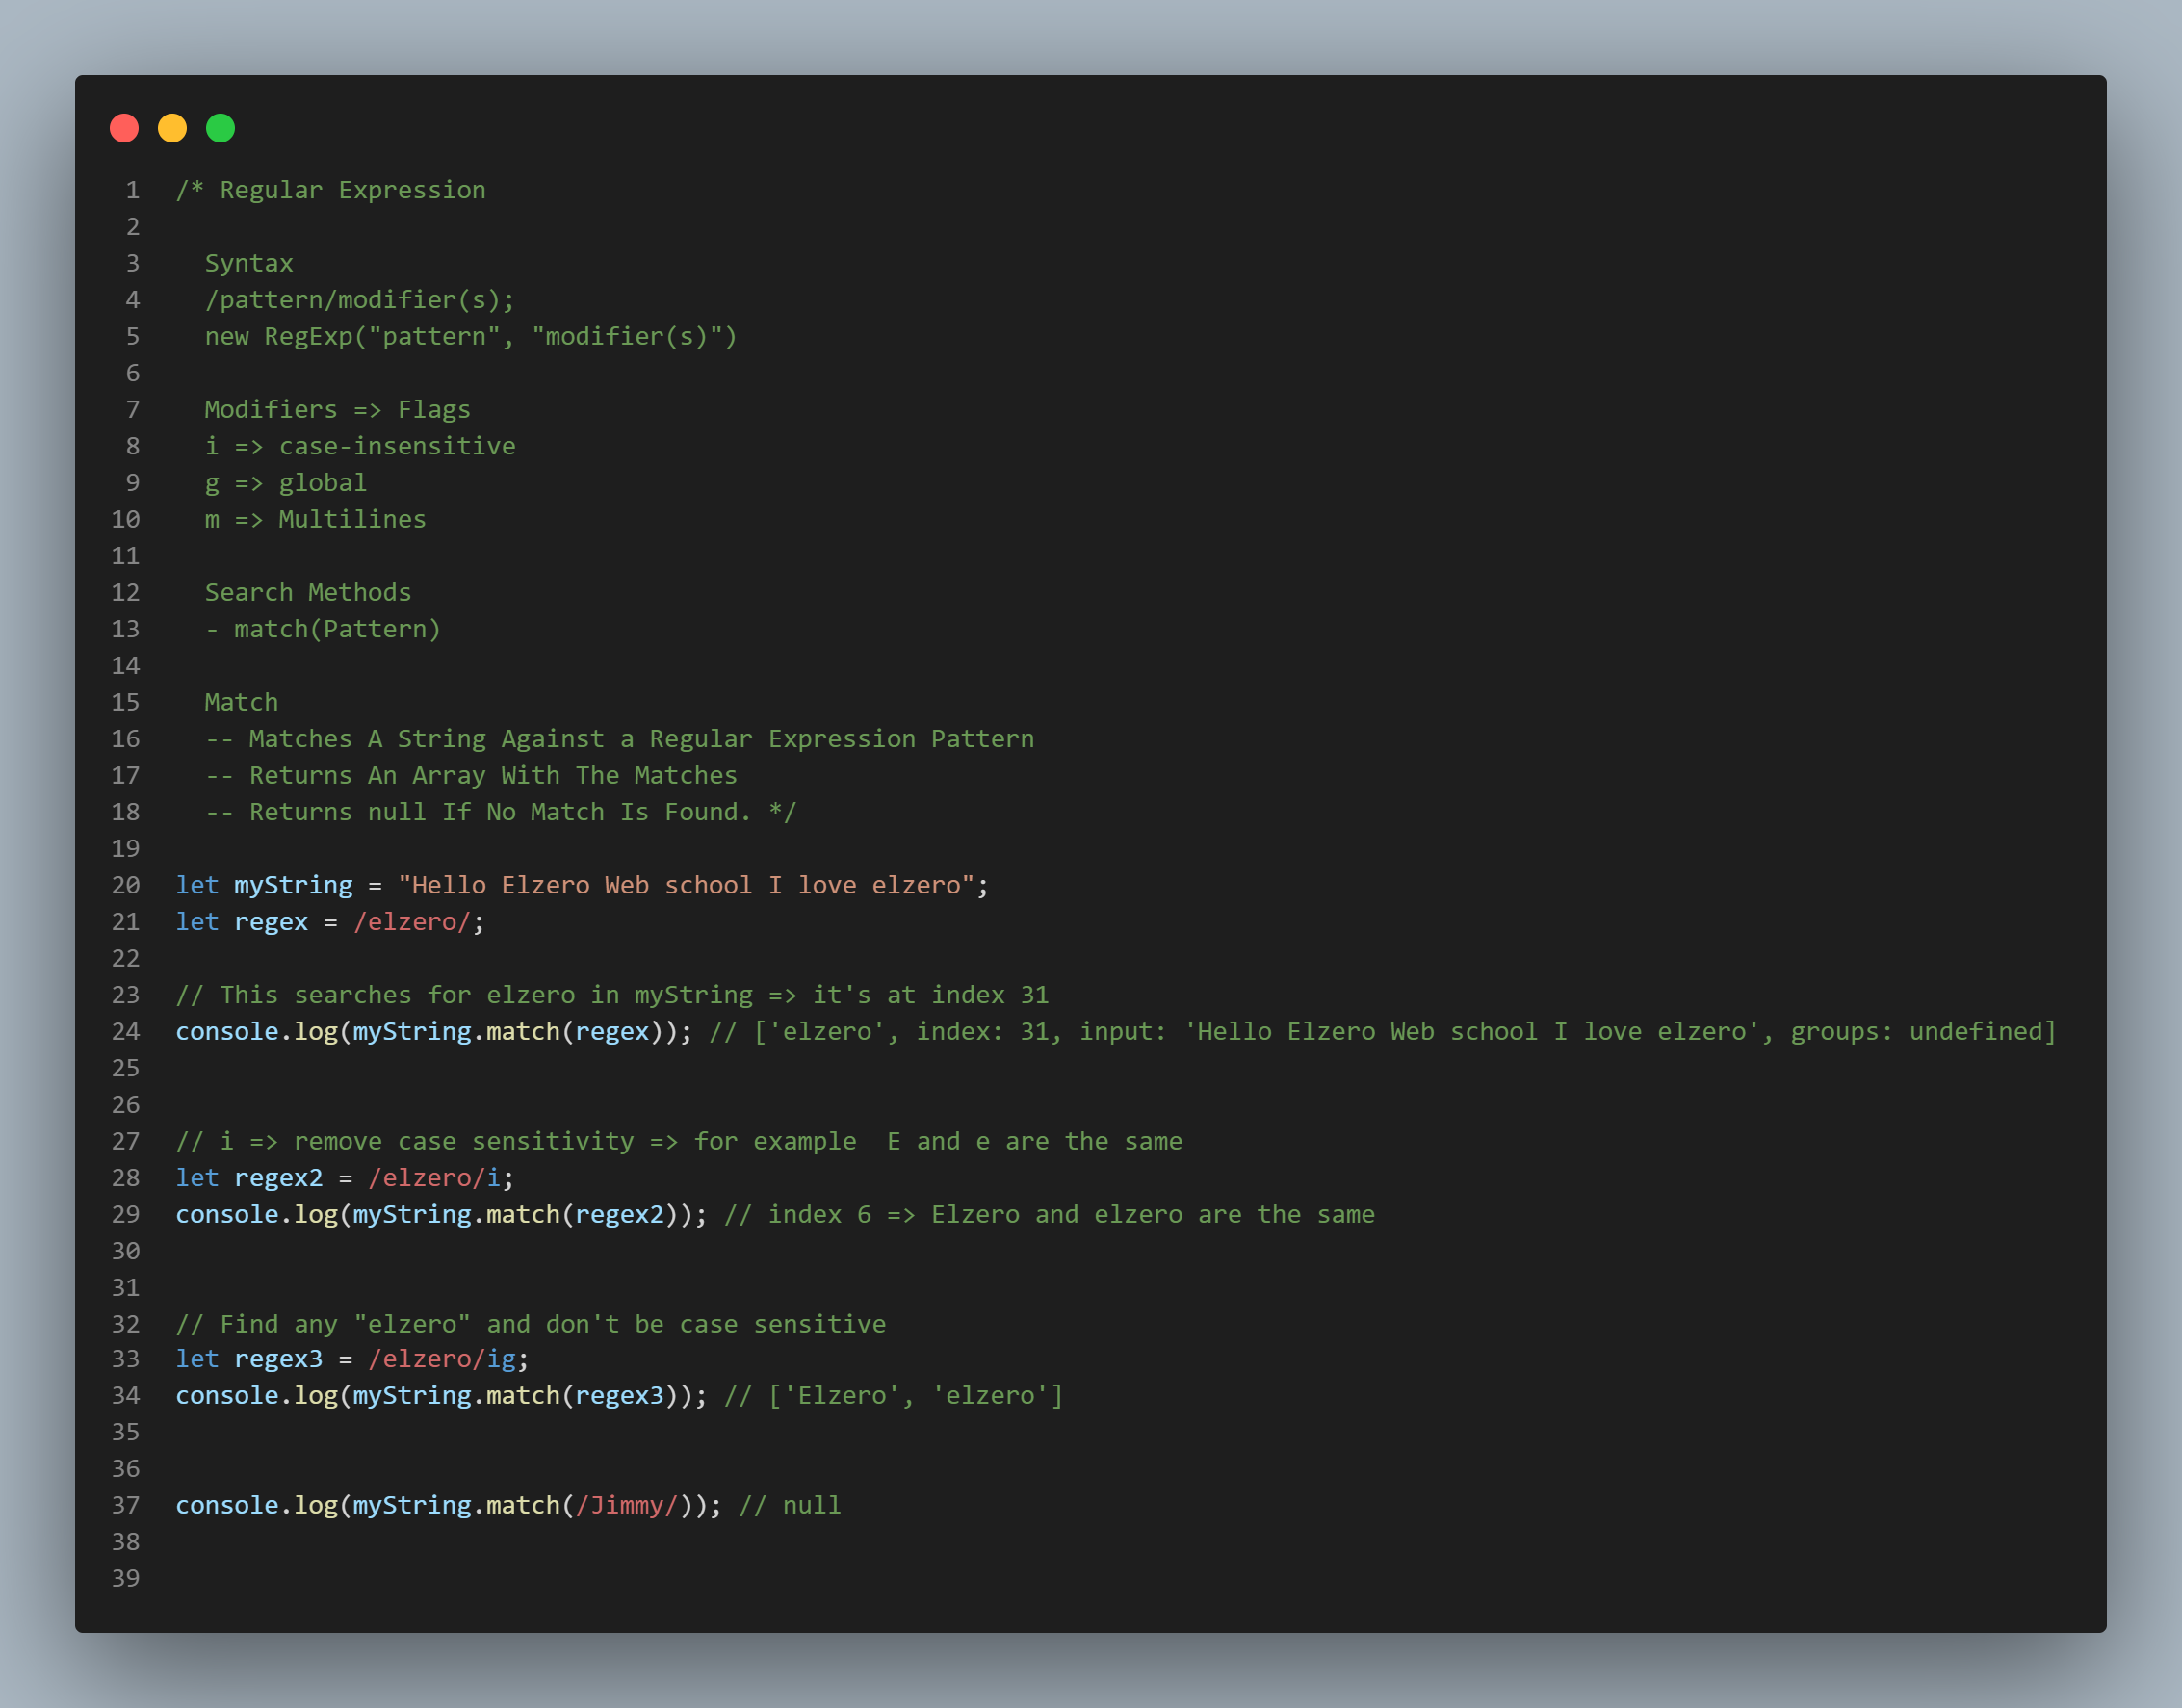 1 /* Regular Expression
2
3 Syntax
4 /pattern/modifier(s);
5 new RegExp("pattern", "modifier(s)")
6
7 Modifiers => Flags
8 i => case-insensitive
9 g => global
10 m => Multilines
11
12 Search Methods
13 - match(Pattern)
14
15 Match
16 -- Matches A String Against a Regular Expression Pattern
17 -- Returns An Array With The Matches
18 -- Returns null If No Match Is Found. */
19
20 let myString = "Hello Elzero Web school I love elzero";
21 let regex = /elzero/;
22
23 // This searches for elzero in myString => it's at index 31
24 console.log(myString.match(regex)); // ['elzero', index: 31, input: 'Hello Elzero Web school I love elzero', groups: undefined]
25
26
27 // i => remove case sensitivity => for example  E and e are the same
28 let regex2 = /elzero/i;
29 console.log(myString.match(regex2)); // index 6 => Elzero and elzero are the same
30
31
32 // Find any "elzero" and don't be case sensitive
33 let regex3 = /elzero/ig;
34 console.log(myString.match(regex3)); // ['Elzero', 'elzero']
35
36
37 console.log(myString.match(/Jimmy/)); // null
38
39